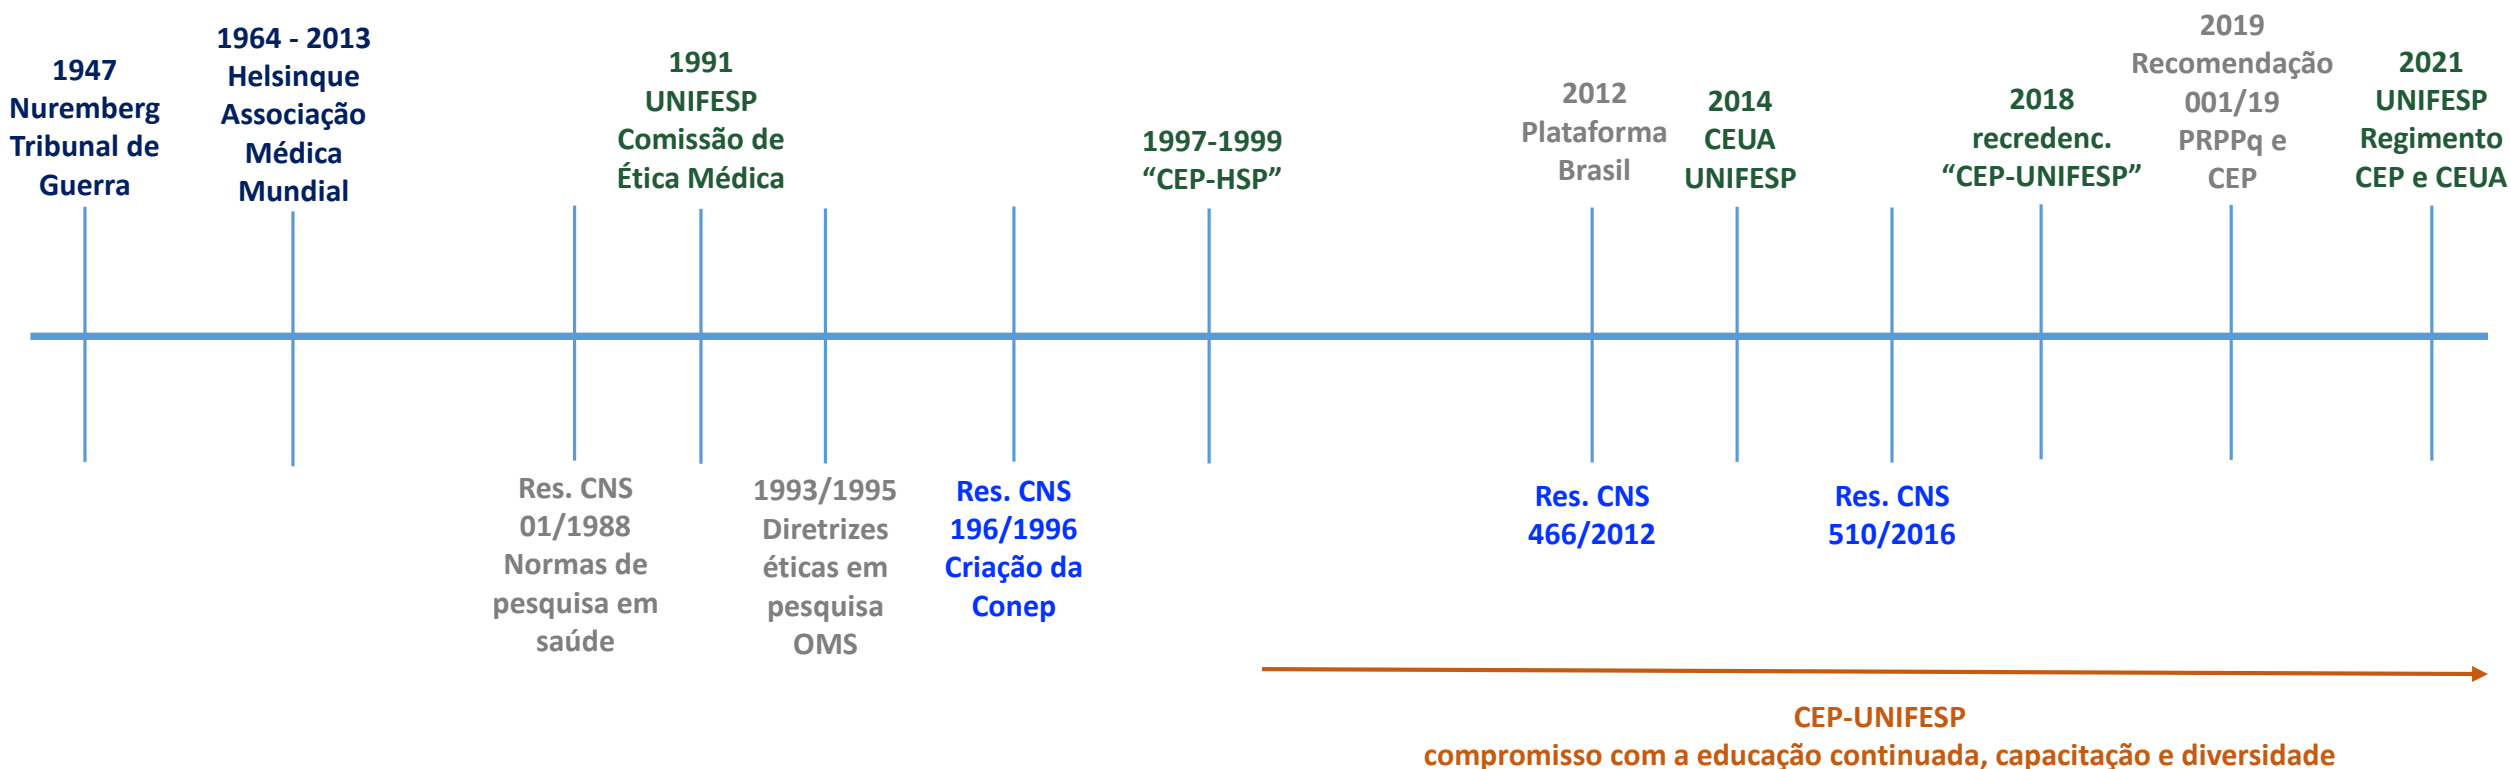 1947
Nuremberg
Tribunal de
Guerra
1964 - 2013
Helsinque
Associação
Médica
Mundial
1991
UNIFESP
Comissão de
Ética Médica
1997-1999
“CEP-HSP”
2012
Plataforma
Brasil
2014
CEUA
UNIFESP
2018
recredenc.
“CEP-UNIFESP”
2019
Recomendação
001/19
PRPPq e
CEP
2021
UNIFESP
Regimento
CEP e CEUA
Res. CNS
01/1988
Normas de
pesquisa em
saúde
1993/1995
Diretrizes
éticas em
pesquisa
OMS
Res. CNS
196/1996
Criação da
Conep
Res. CNS
466/2012
Res. CNS
510/2016
CEP-UNIFESP
compromisso com a educação continuada, capacitação e diversidade